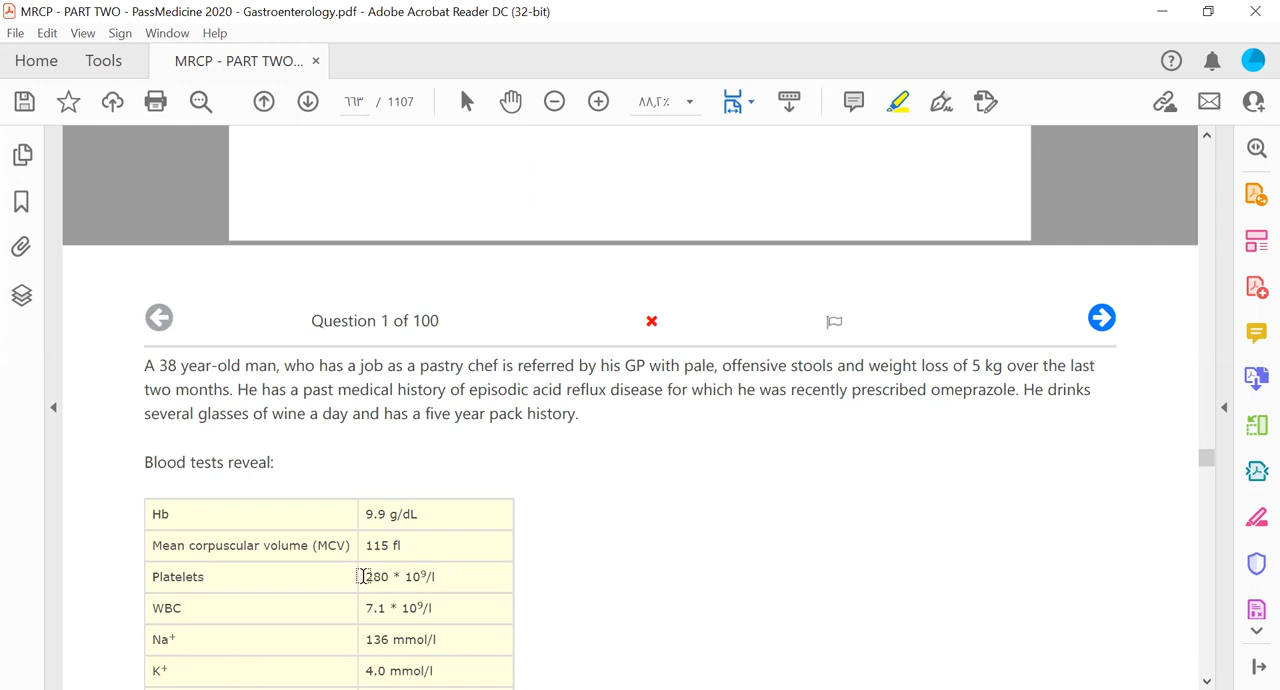 MRCP - PART TWO - PassMedicine 2020 - Gastroenterology.pdf - Adobe Acrobat Reader DC (32-bit)
File Edit View Sign Window Help
Home Tools MRCP - PART TWO... ×
٦٦٣ / 1107 ٨٨,٢٪
Question 1 of 100
A 38 year-old man, who has a job as a pastry chef is referred by his GP with pale, offensive stools and weight loss of 5 kg over the last
two months. He has a past medical history of episodic acid reflux disease for which he was recently prescribed omeprazole. He drinks
several glasses of wine a day and has a five year pack history.
Blood tests reveal:
Hb 9.9 g/dL
Mean corpuscular volume (MCV) 115 fl
Platelets 280 * 10⁹/l
WBC 7.1 * 10⁹/l
Na⁺ 136 mmol/l
K⁺ 4.0 mmol/l